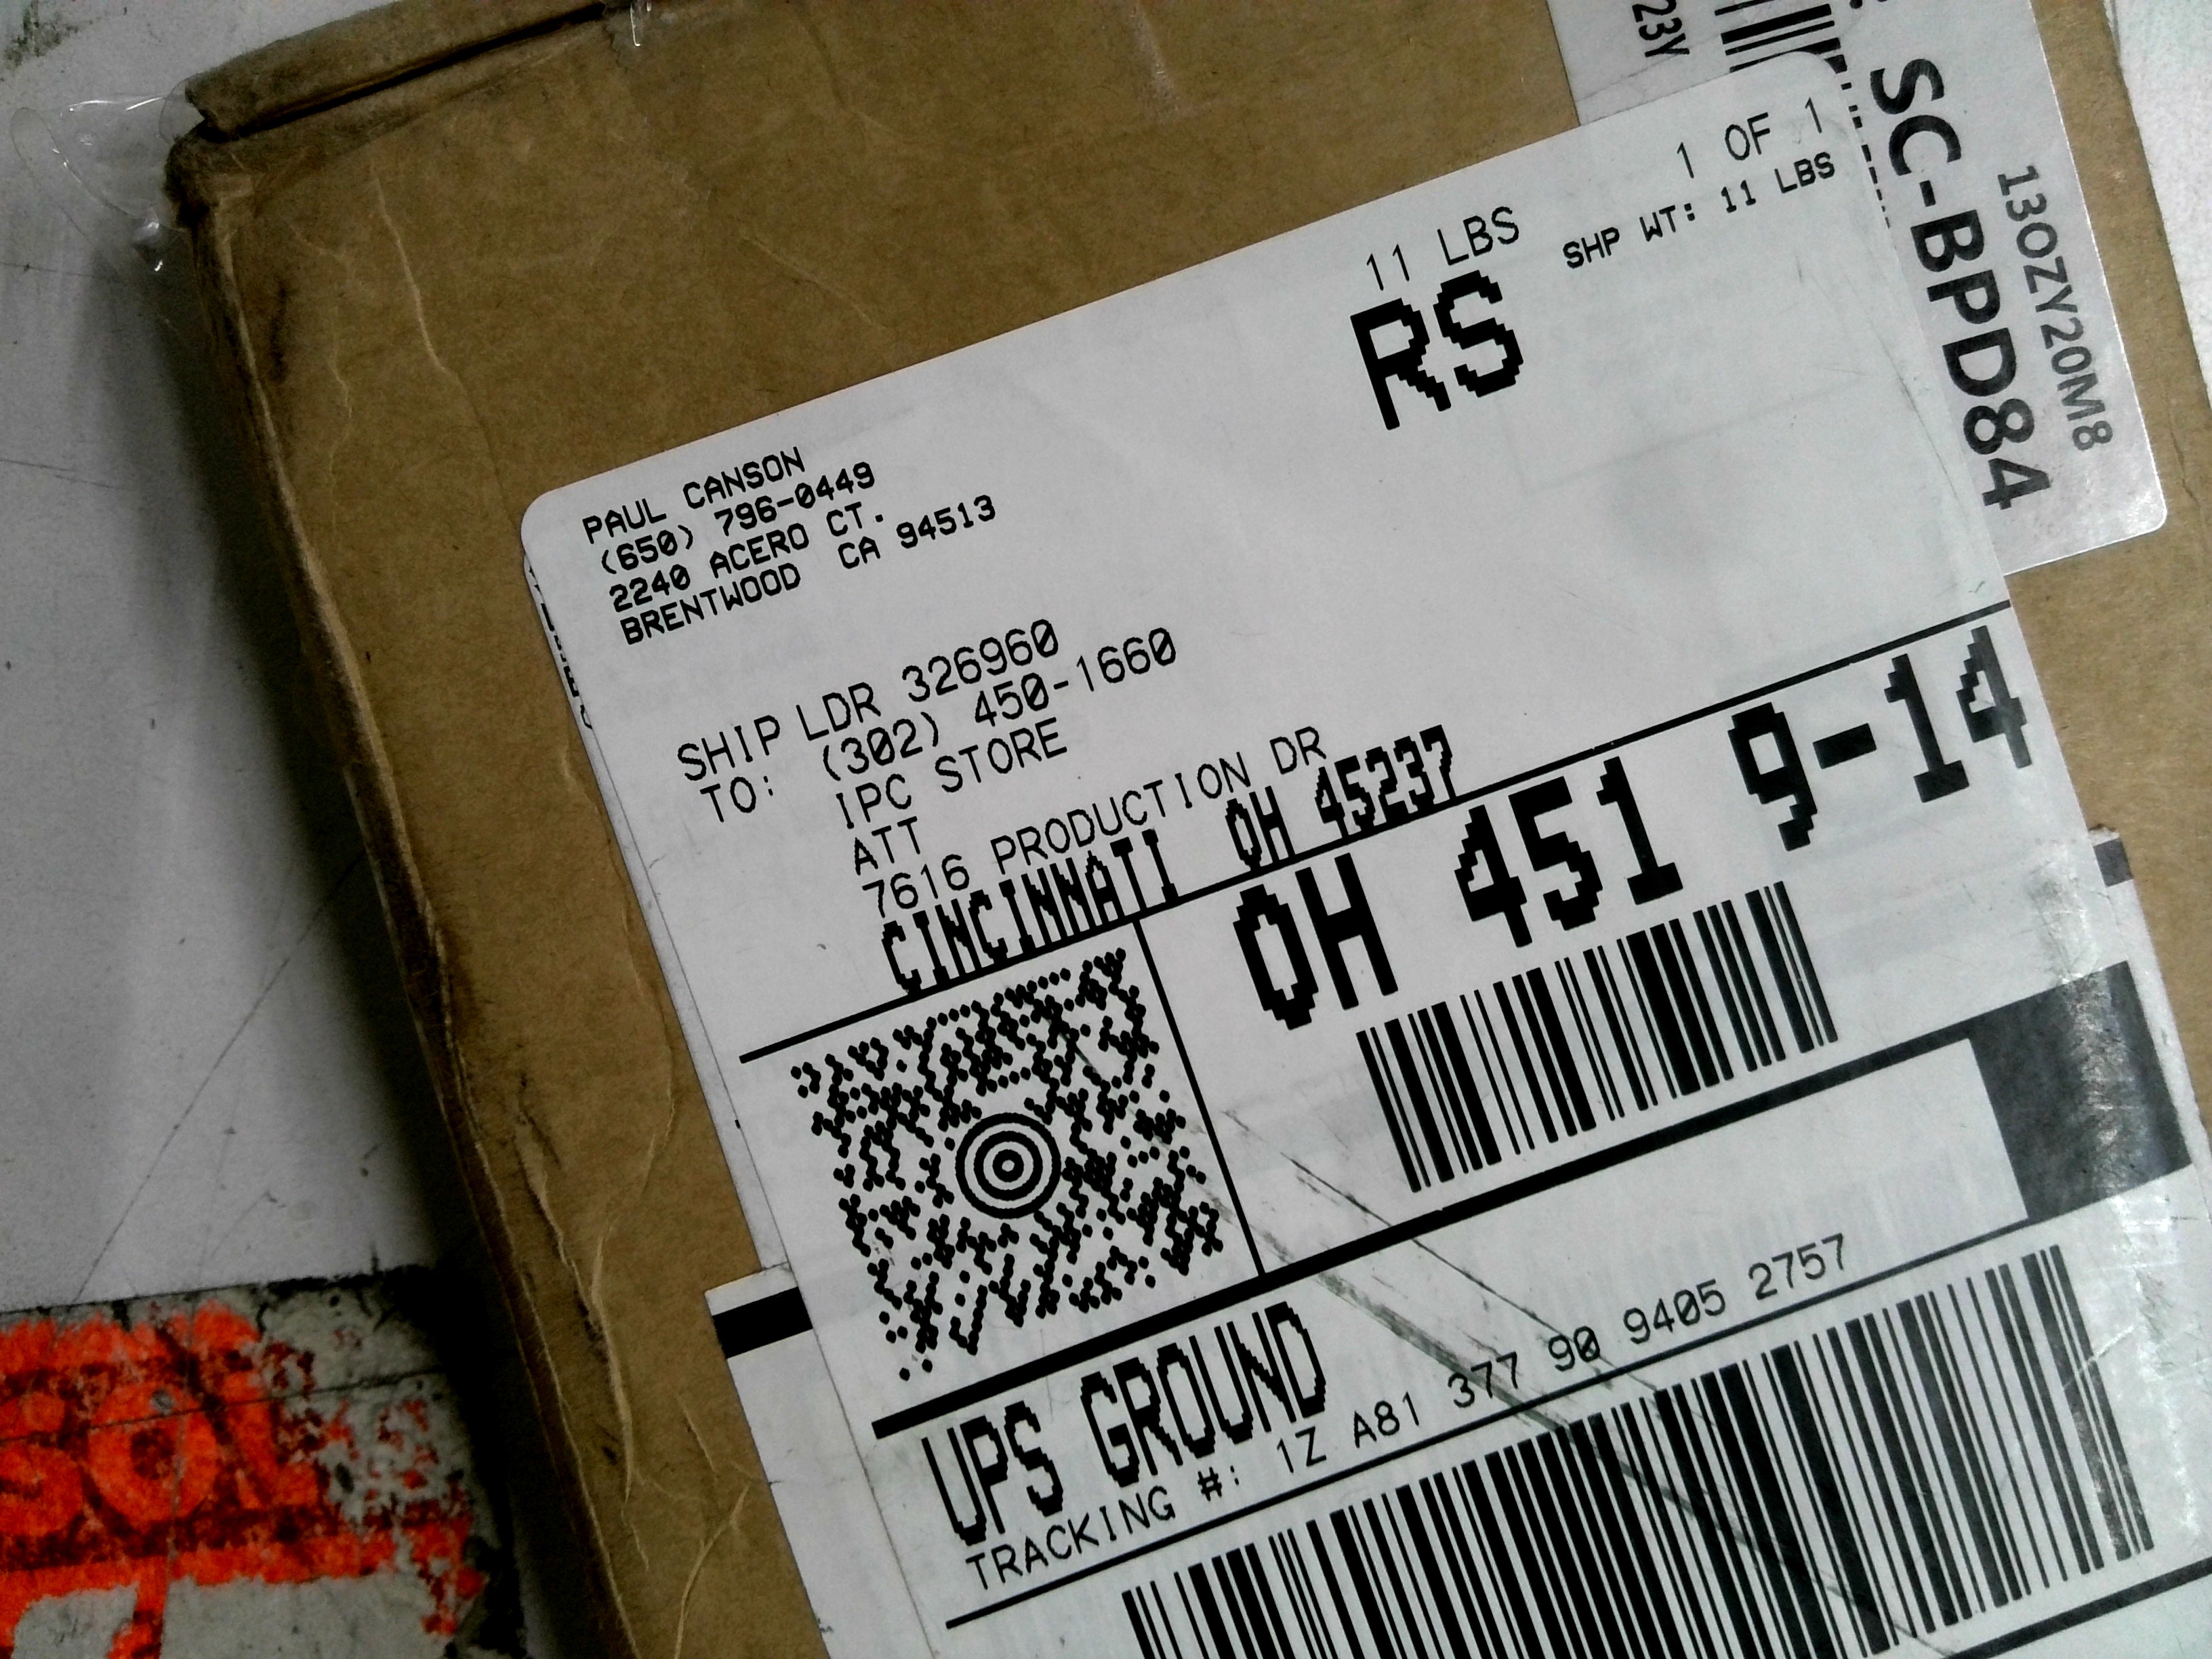 23Y
SC-BPD84
13OZY20M8
1 OF 1
11 LBS
SHP WT: 11 LBS
RS
PAUL CANSON
(650) 796-0449
2240 ACERO CT.
BRENTWOOD CA 94513
SHIP LDR 326960
TO: (302) 450-1660
IPC STORE
ATT
7616 PRODUCTION DR
CINCINNATI OH 45237
OH 451 9-14
UPS GROUND
TRACKING #: 1Z A81 377 90 9405 2757